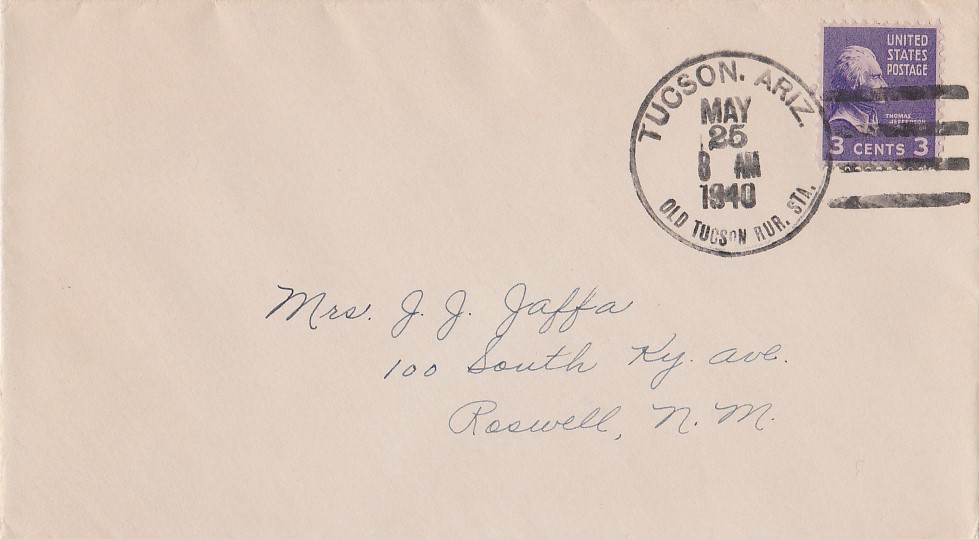 TUCSON. ARIZ.
MAY
25
8 AM
1940
OLD TUCSON RUR. STA.
UNITED
STATES
POSTAGE
THOMAS
JEFFERSON
3 CENTS 3
Mrs. J. J. Jaffa
100 South Ky. Ave.
Roswell, N. M.